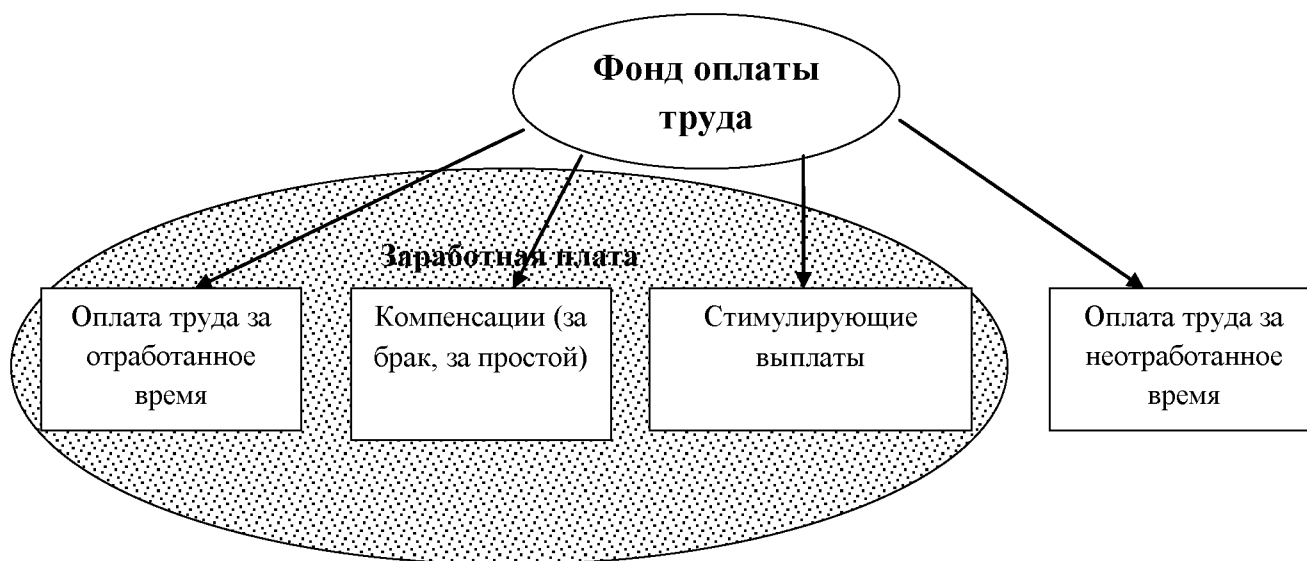 Фонд оплаты
труда
Заработная плата
Оплата труда за
отработанное
время
Компенсации (за
брак, за простой)
Стимулирующие
выплаты
Оплата труда за
неотработанное
время